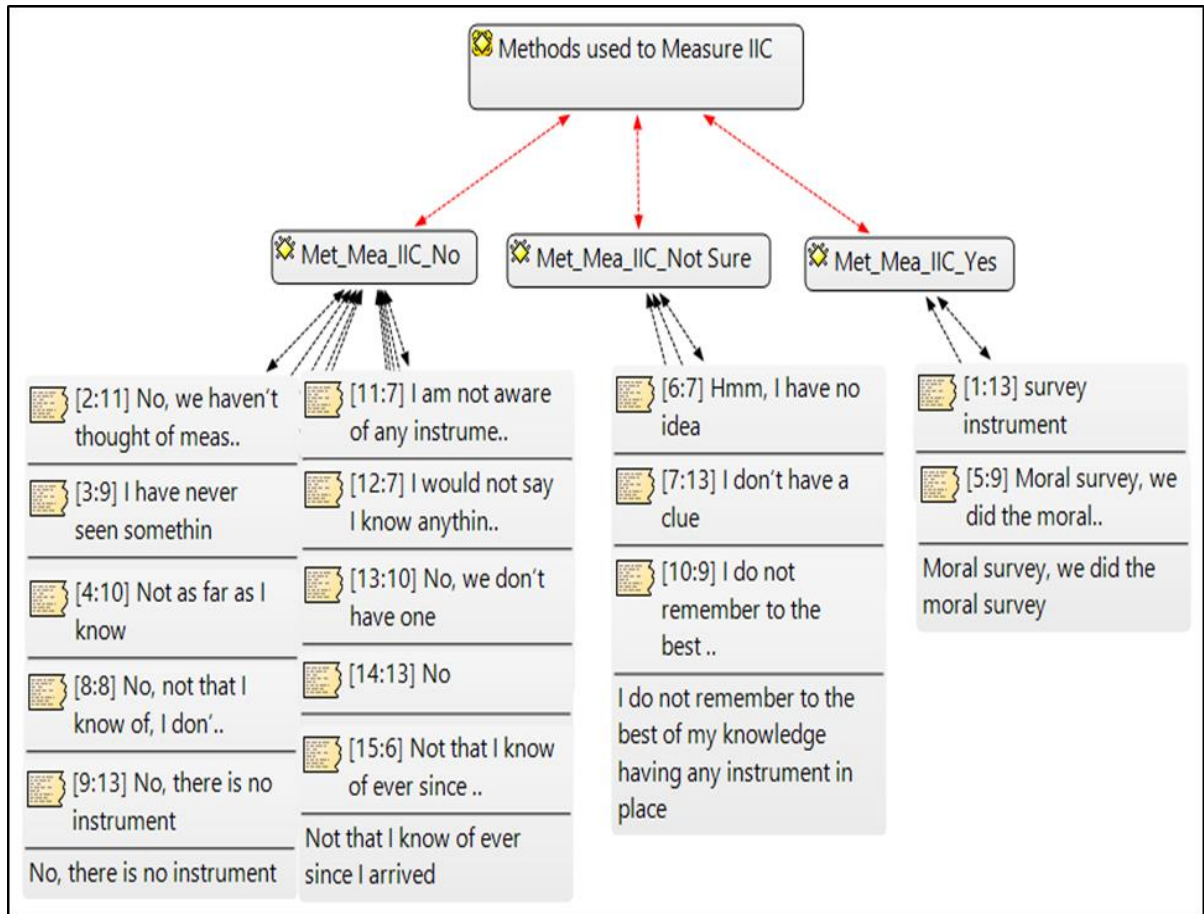 Methods used to Measure IIC
Met_Mea_IIC_No
Met_Mea_IIC_Not Sure
Met_Mea_IIC_Yes
[2:11] No, we haven't
thought of meas..
[3:9] I have never
seen somethin
[4:10] Not as far as I
know
[8:8] No, not that I
know of, I don'..
[9:13] No, there is no
instrument
No, there is no instrument
[11:7] I am not aware
of any instrume..
[12:7] I would not say
I know anythin..
[13:10] No, we don't
have one
[14:13] No
[15:6] Not that I know
of ever since ..
Not that I know of ever
since I arrived
[6:7] Hmm, I have no
idea
[7:13] I don't have a
clue
[10:9] I do not
remember to the
best ..
I do not remember to the
best of my knowledge
having any instrument in
place
[1:13] survey
instrument
[5:9] Moral survey, we
did the moral..
Moral survey, we did the
moral survey